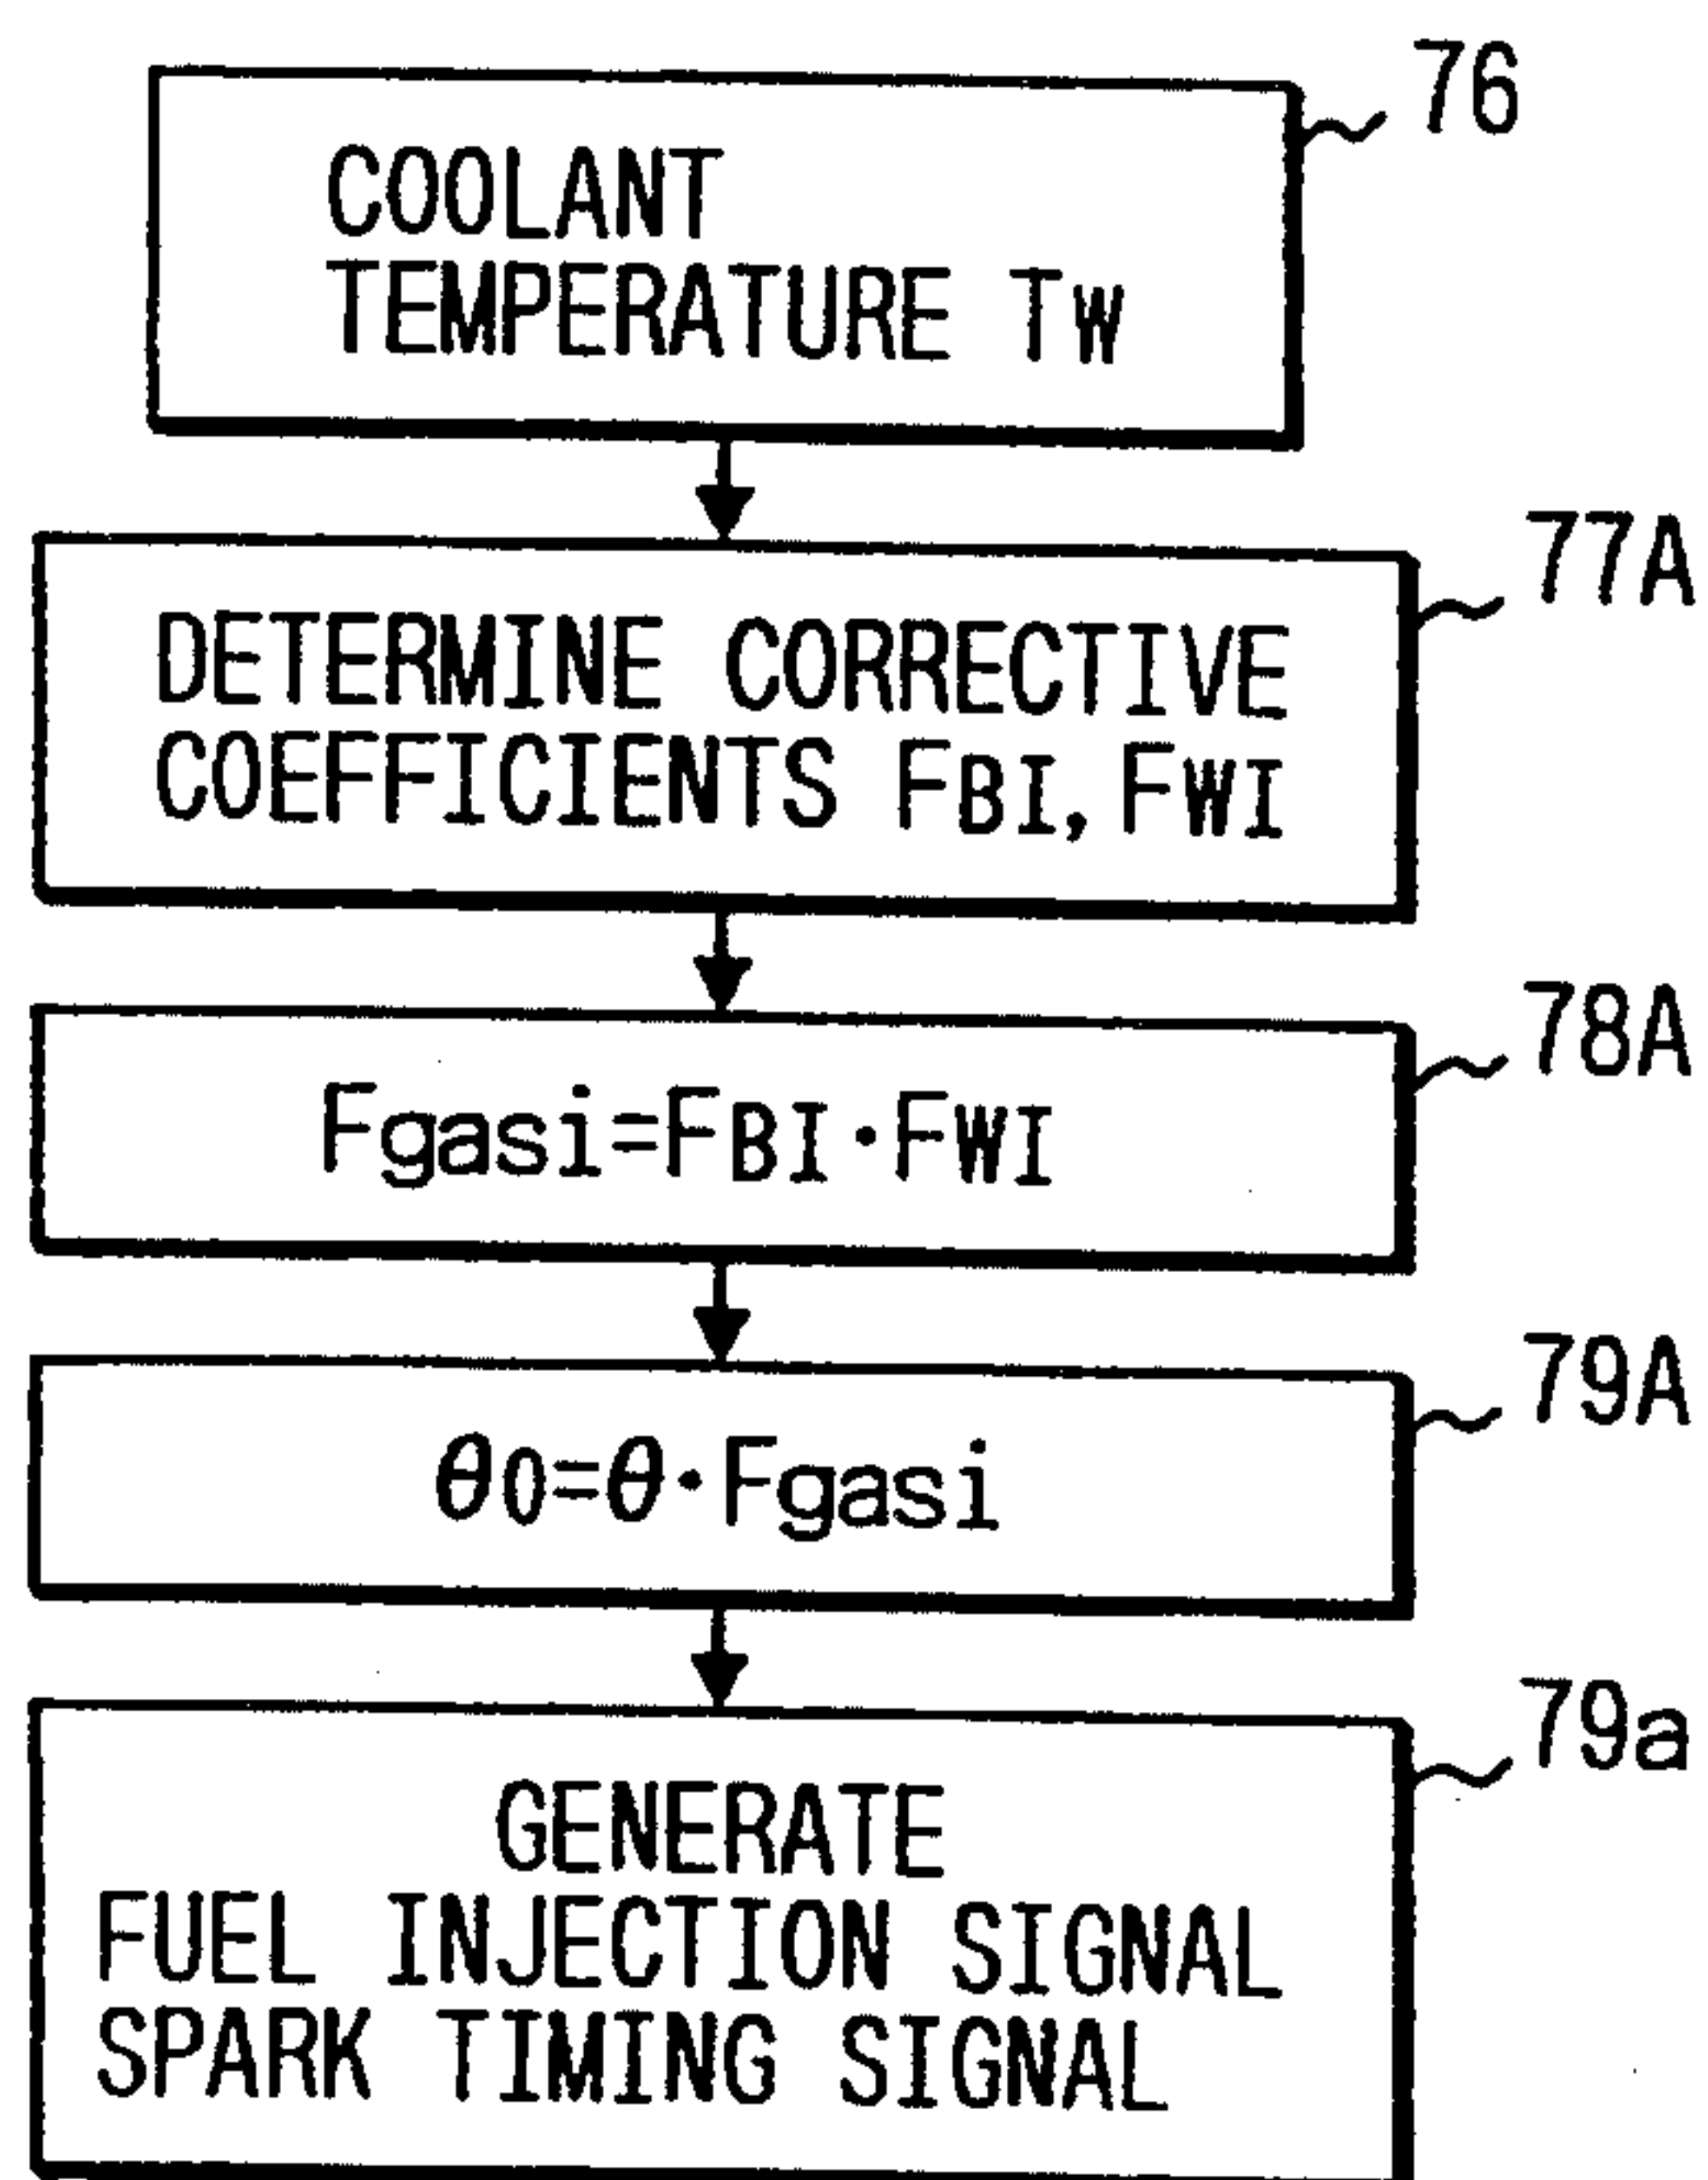 76
COOLANT
TEMPERATURE TW
77A
DETERMINE CORRECTIVE
COEFFICIENTS FBI, FWI
78A
Fgasi=FBI·FWI
79A
θ0=θ·Fgasi
79a
GENERATE
FUEL INJECTION SIGNAL
SPARK TIMING SIGNAL